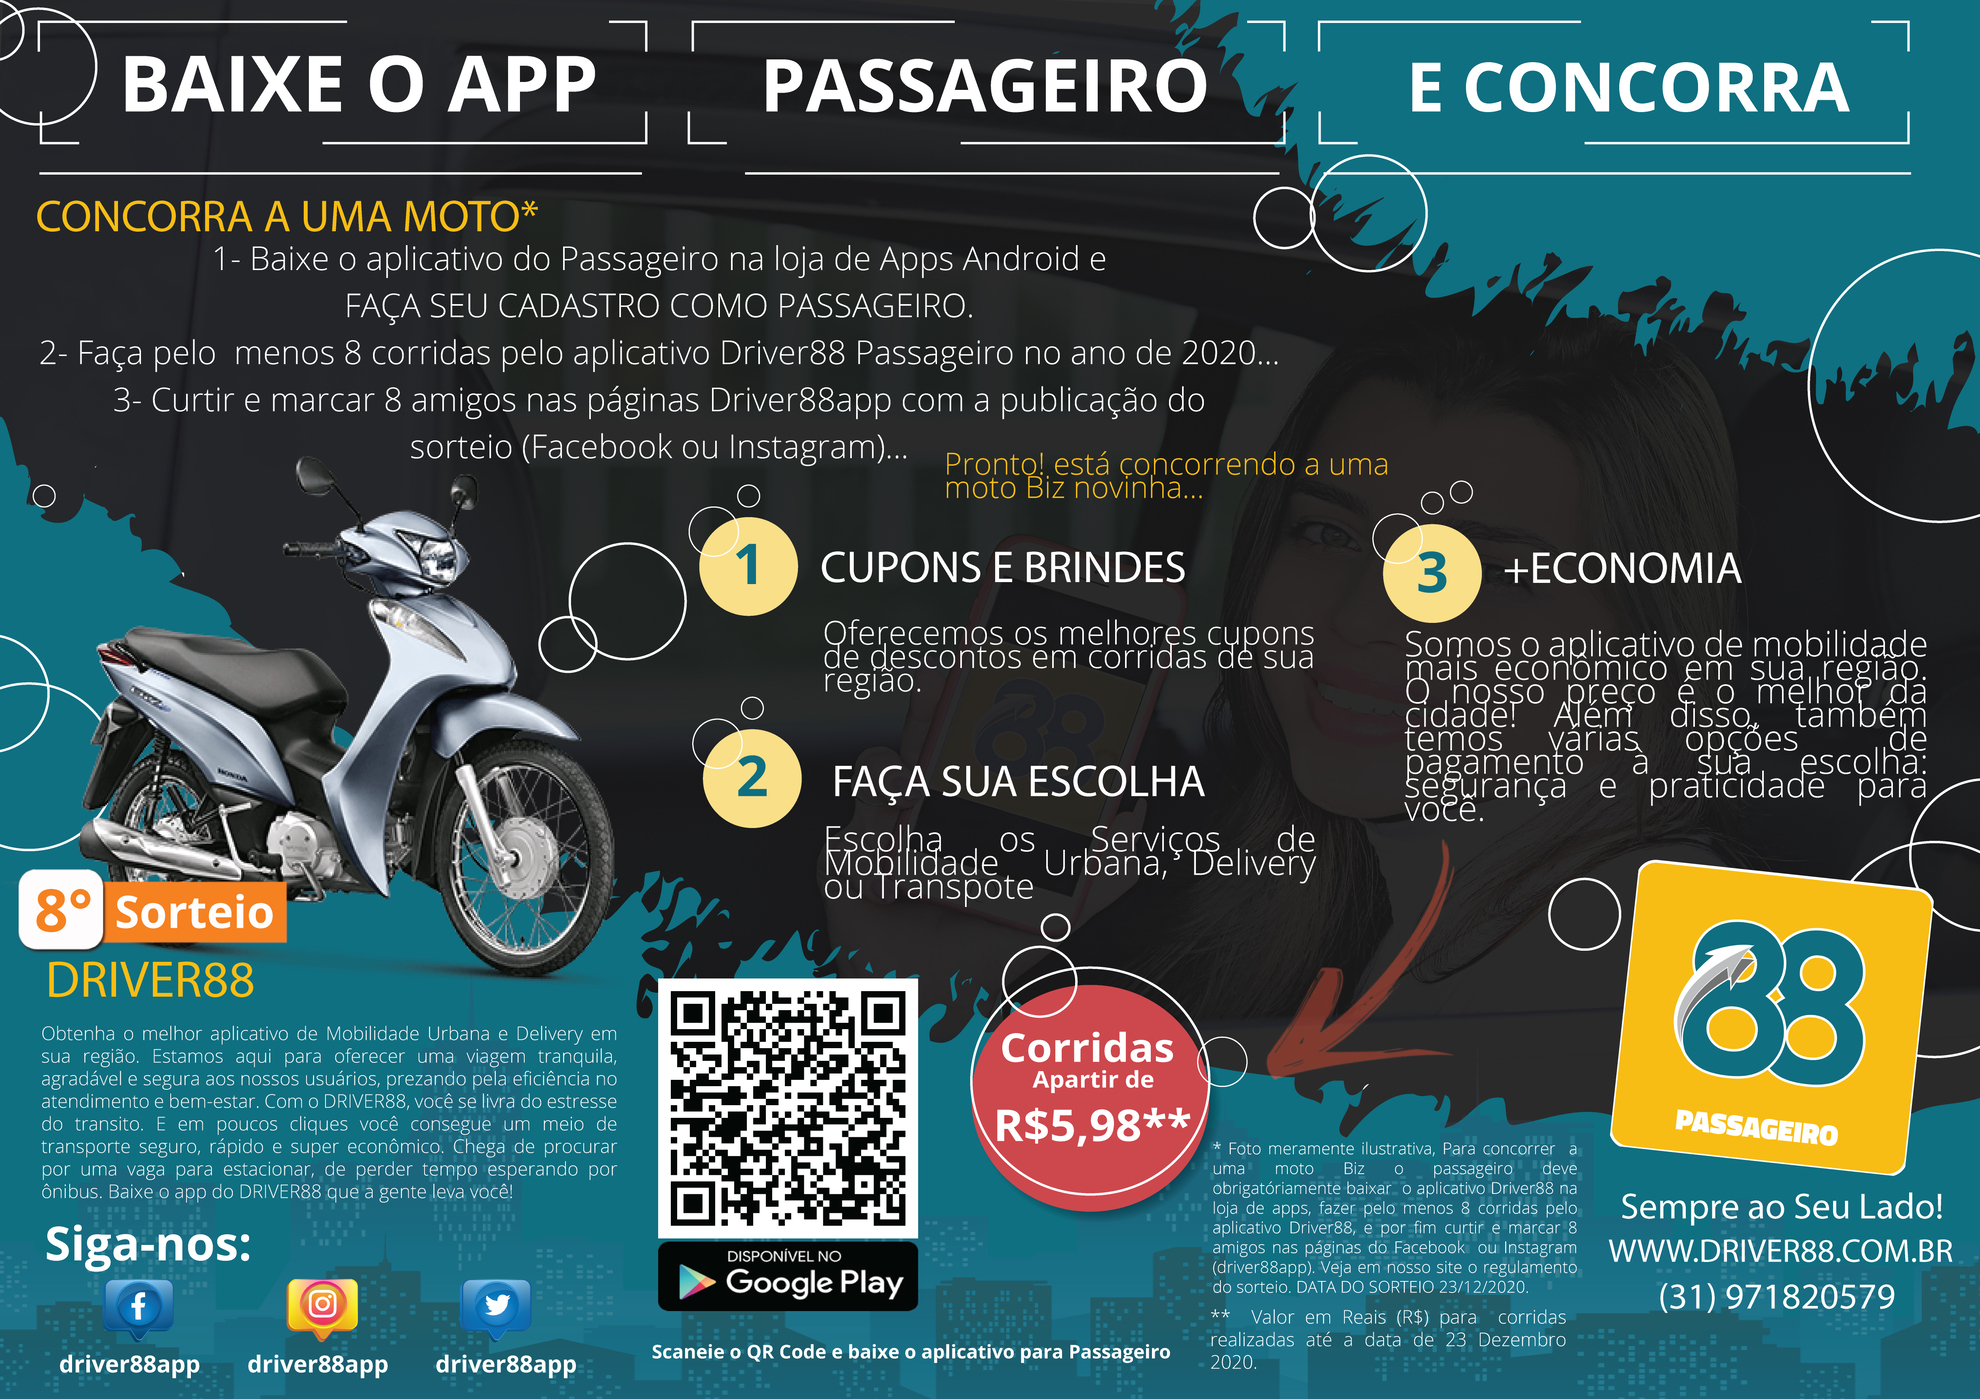 BAIXE O APP
PASSAGEIRO
E CONCORRA
CONCORRA A UMA MOTO*
1- Baixe o aplicativo do Passageiro na loja de Apps Android e
FAÇA SEU CADASTRO COMO PASSAGEIRO.
2- Faça pelo  menos 8 corridas pelo aplicativo Driver88 Passageiro no ano de 2020...
3- Curtir e marcar 8 amigos nas páginas Driver88app com a publicação do
sorteio (Facebook ou Instagram)...
Pronto! está concorrendo a uma
moto Biz novinha...
1
CUPONS E BRINDES
Oferecemos os melhores cupons
de descontos em corridas de sua
região.
2
FAÇA SUA ESCOLHA
Escolha os Serviços de
Mobilidade Urbana, Delivery
ou Transpote
3
+ECONOMIA
Somos o aplicativo de mobilidade
mais econômico em sua região.
O nosso preço é o melhor da
cidade! Além disso, também
temos várias opções de
pagamento à sua escolha:
segurança e praticidade para
você.
HONDA
8° Sorteio
DRIVER88
Obtenha o melhor aplicativo de Mobilidade Urbana e Delivery em
sua região. Estamos aqui para oferecer uma viagem tranquila,
agradável e segura aos nossos usuários, prezando pela eficiência no
atendimento e bem-estar. Com o DRIVER88, você se livra do estresse
do transito. E em poucos cliques você consegue um meio de
transporte seguro, rápido e super econômico. Chega de procurar
por uma vaga para estacionar, de perder tempo esperando por
ônibus. Baixe o app do DRIVER88 que a gente leva você!
Siga-nos:
driver88app
driver88app
driver88app
DISPONÍVEL NO
Google Play
Scaneie o QR Code e baixe o aplicativo para Passageiro
Corridas
Apartir de
R$5,98**
* Foto meramente ilustrativa, Para concorrer a
uma moto Biz o passageiro deve
obrigatóriamente baixar  o aplicativo Driver88 na
loja de apps, fazer pelo menos 8 corridas pelo
aplicativo Driver88, e por fim curtir e marcar 8
amigos nas páginas do Facebook  ou Instagram
(driver88app). Veja em nosso site o regulamento
do sorteio. DATA DO SORTEIO 23/12/2020.
** Valor em Reais (R$) para corridas
realizadas até a data de 23 Dezembro
2020.
88
PASSAGEIRO
Sempre ao Seu Lado!
WWW.DRIVER88.COM.BR
(31) 971820579